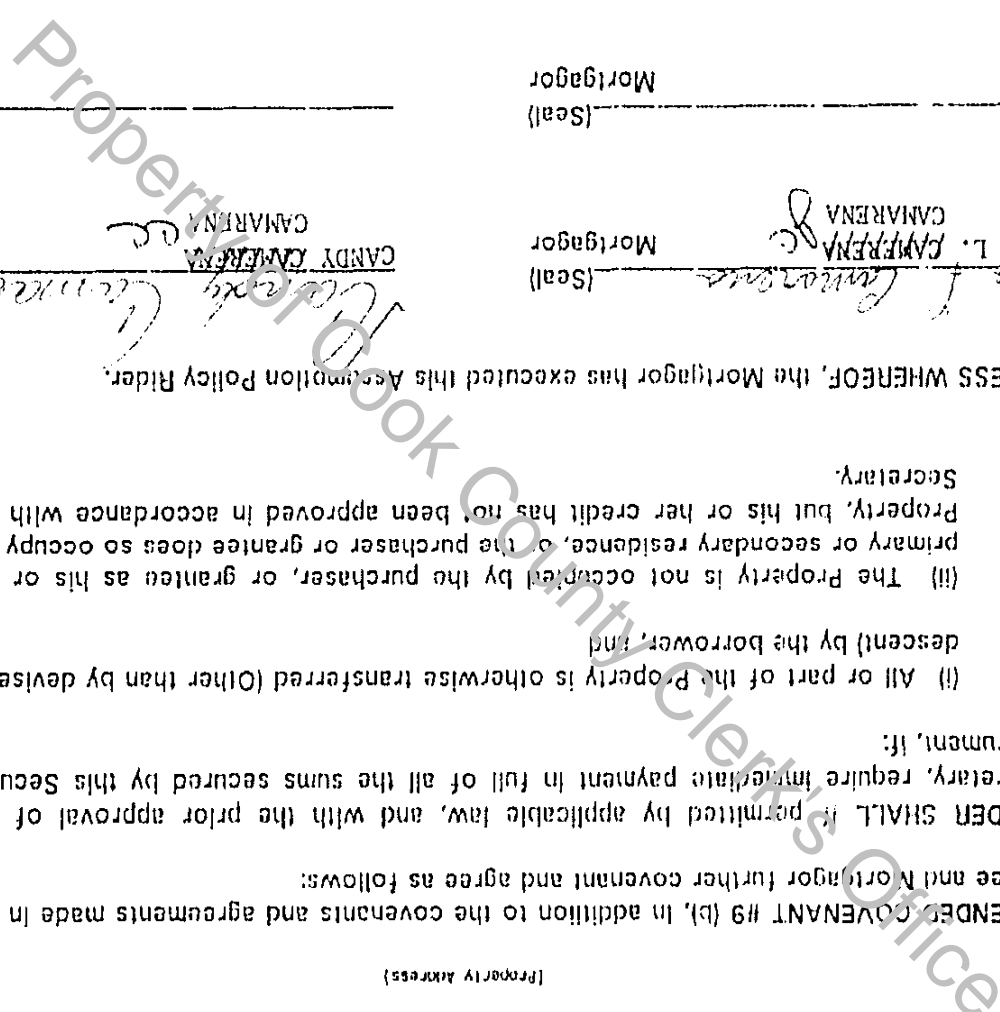 [Property Address]
ENDED COVENANT #9 (b). In addition to the covenants and agreements made in
ee and Mortgagor further covenant and agree as follows:
DER SHALL if permitted by applicable law, and with the prior approval of
retary, require immediate payment in full of all the sums secured by this Secu
rument, if:
(i) All or part of the Property is otherwise transferred (Other than by devise
descent) by the borrower, and
(ii) The Property is not occupied by the purchaser, or grantee as his or
primary or secondary residence, or the purchaser or grantee does so occupy
Property, but his or her credit has not been approved in accordance with
Secretary.
ESS WHEREOF, the Mortgagor has executed this Assumption Policy Rider.
L. Camarena (Seal) Candy Camar
L. CAMERENA Mortgagor CANDY CAMERENA
CAMARENA CAMARENA cc
(Seal)
Mortgagor
Property of Cook County Clerk's Office